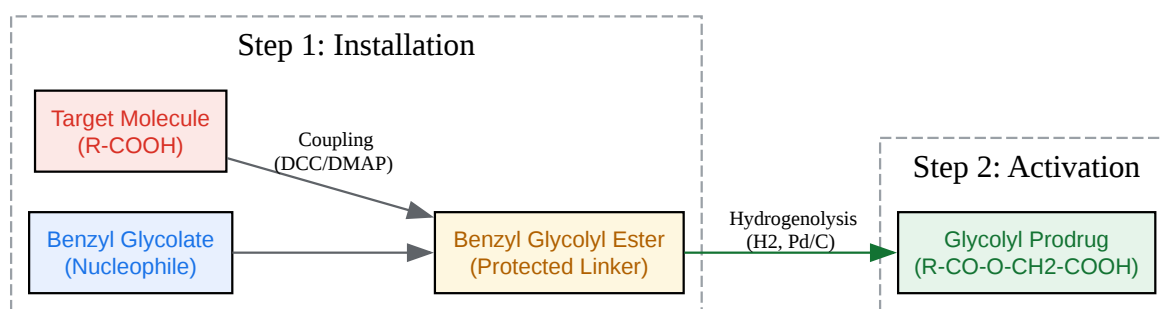 Step 1: Installation
Target Molecule
(R-COOH)
Coupling
(DCC/DMAP)
Benzyl Glycolate
(Nucleophile)
Benzyl Glycolyl Ester
(Protected Linker)
Hydrogenolysis
(H2, Pd/C)
Step 2: Activation
Glycolyl Prodrug
(R-CO-O-CH2-COOH)